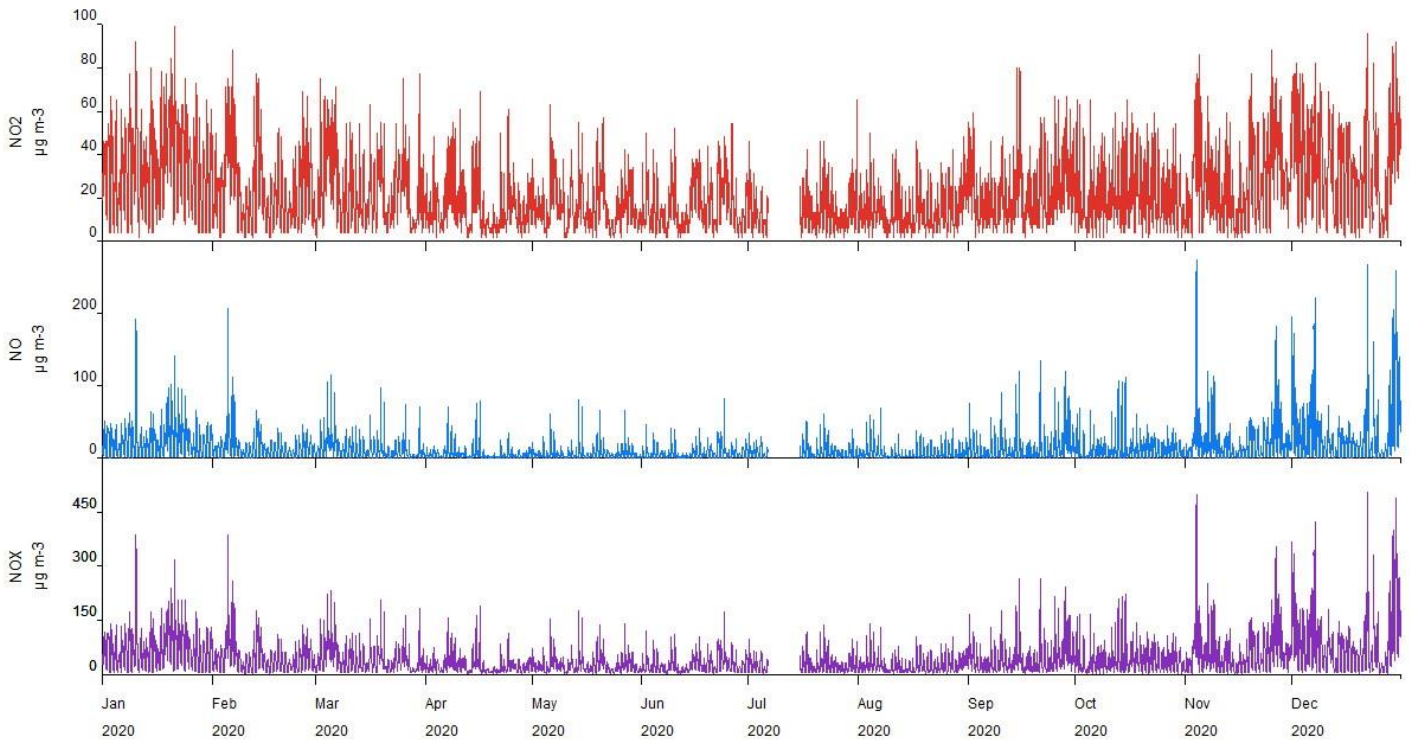 100
80
60
40
20
0
NO2
µg m-3
200
100
0
NO
µg m-3
450
300
150
0
NOX
µg m-3
Jan Feb Mar Apr May Jun Jul Aug Sep Oct Nov Dec
2020 2020 2020 2020 2020 2020 2020 2020 2020 2020 2020 2020